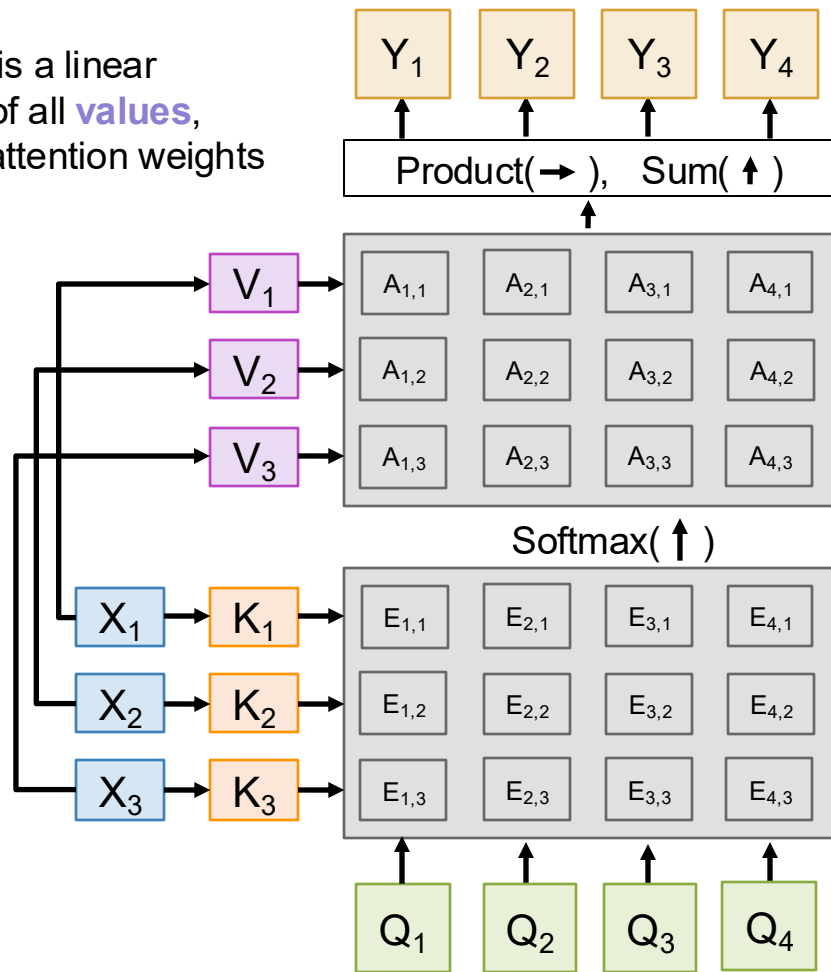 Y1 Y2 Y3 Y4
is a linear
of all values,
attention weights
Product(→), Sum(↑)
V1 A1,1 A2,1 A3,1 A4,1
V2 A1,2 A2,2 A3,2 A4,2
V3 A1,3 A2,3 A3,3 A4,3
Softmax(↑)
X1 K1 E1,1 E2,1 E3,1 E4,1
X2 K2 E1,2 E2,2 E3,2 E4,2
X3 K3 E1,3 E2,3 E3,3 E4,3
Q1 Q2 Q3 Q4